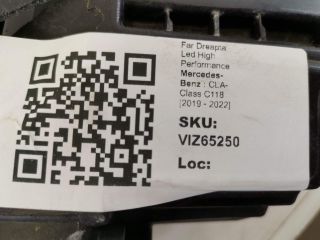 Far Dreapta
Led High
Performance
Mercedes-
Benz : CLA-
Class C118
[2019 - 2022]
SKU:
VIZ65250
Loc: